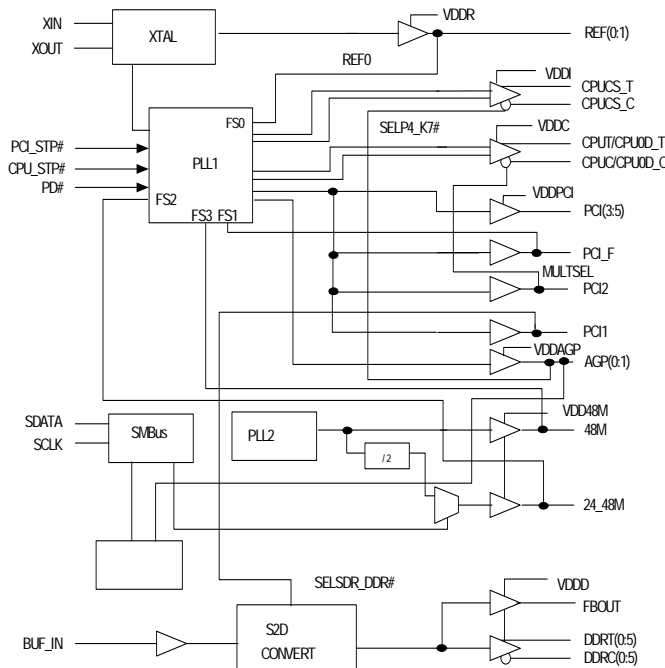 XIN
XOUT
XTAL
VDDR
REF(0:1)
REF0
VDDI
CPUCS_T
CPUCS_C
FS0
SELP4_K7#
VDDC
CPUT/CPU0D_T
CPUC/CPU0D_C
PCI_STP#
CPU_STP#
PD#
PLL1
FS2
FS3 FS1
VDDPCI
PCI(3:5)
PCI_F
MULTSEL
PCI2
PCI1
VDDAGP
AGP(0:1)
SDATA
SCLK
SMBus
PLL2
VDD48M
48M
/2
24_48M
SELSDR_DDR#
VDDD
FBOUT
BUF_IN
S2D
CONVERT
DDRT(0:5)
DDRC(0:5)